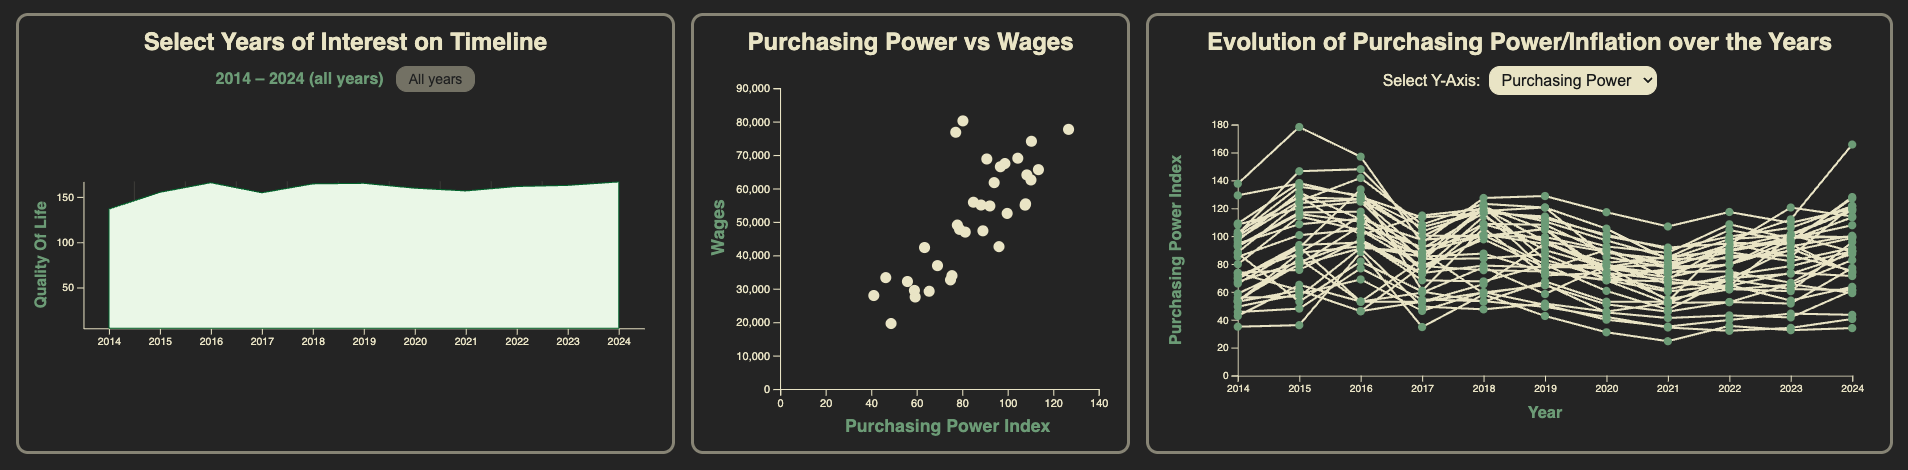 Select Years of Interest on Timeline
2014 – 2024 (all years) All years
Quality Of Life
150
100
50
2014 2015 2016 2017 2018 2019 2020 2021 2022 2023 2024
Purchasing Power vs Wages
Wages
90,000
80,000
70,000
60,000
50,000
40,000
30,000
20,000
10,000
0
0 20 40 60 80 100 120 140
Purchasing Power Index
Evolution of Purchasing Power/Inflation over the Years
Select Y-Axis: Purchasing Power
Purchasing Power Index
180
160
140
120
100
80
60
40
20
0
2014 2015 2016 2017 2018 2019 2020 2021 2022 2023 2024
Year